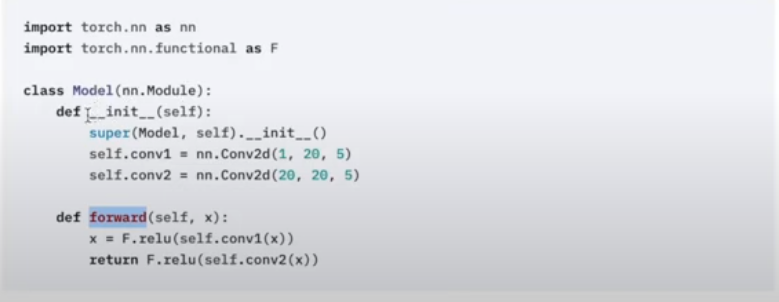 import torch.nn as nn
import torch.nn.functional as F
class Model(nn.Module):
def __init__(self):
super(Model, self).__init__()
self.conv1 = nn.Conv2d(1, 20, 5)
self.conv2 = nn.Conv2d(20, 20, 5)
def forward(self, x):
x = F.relu(self.conv1(x))
return F.relu(self.conv2(x))